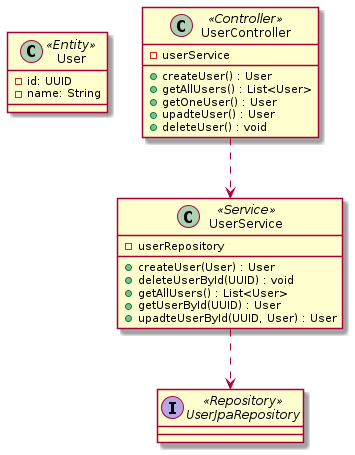 C «Entity»
User
id: UUID
name: String
C «Controller»
UserController
userService
createUser() : User
getAllUsers() : List<User>
getOneUser() : User
upadteUser() : User
deleteUser() : void
C «Service»
UserService
userRepository
createUser(User) : User
deleteUserById(UUID) : void
getAllUsers() : List<User>
getUserById(UUID) : User
upadteUserById(UUID, User) : User
I «Repository»
UserJpaRepository